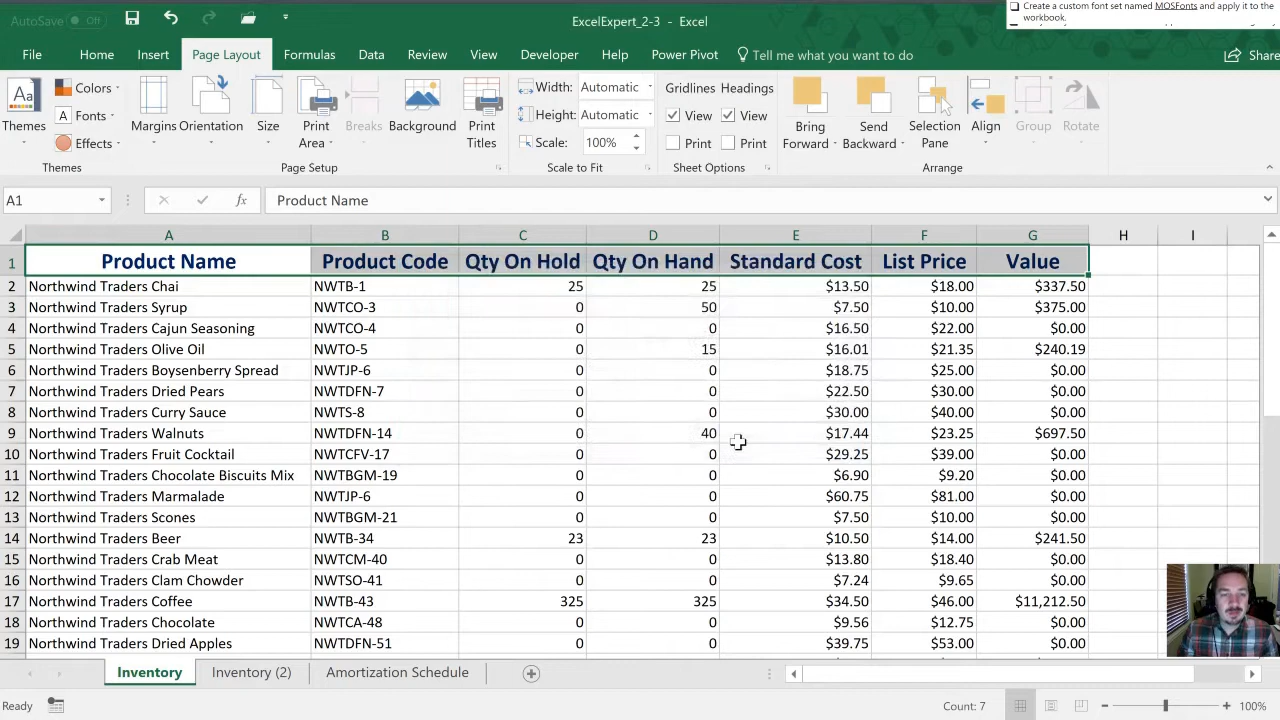 AutoSave Off
ExcelExpert_2-3 - Excel
Create a custom font set named MOSFonts and apply it to the
workbook.
File Home Insert Page Layout Formulas Data Review View Developer Help Power Pivot Tell me what you want to do Share
Themes
Colors
Fonts
Effects
Themes
Margins Orientation Size Print Area Breaks Background Print Titles
Page Setup
Width: Automatic
Height: Automatic
Scale: 100%
Scale to Fit
Gridlines Headings
View View
Print Print
Sheet Options
Bring Forward Send Backward Selection Pane Align Group Rotate
Arrange
A1 fx Product Name
A B C D E F G H I
1 Product Name Product Code Qty On Hold Qty On Hand Standard Cost List Price Value
2 Northwind Traders Chai NWTB-1 25 25 $13.50 $18.00 $337.50
3 Northwind Traders Syrup NWTCO-3 0 50 $7.50 $10.00 $375.00
4 Northwind Traders Cajun Seasoning NWTCO-4 0 0 $16.50 $22.00 $0.00
5 Northwind Traders Olive Oil NWTO-5 0 15 $16.01 $21.35 $240.19
6 Northwind Traders Boysenberry Spread NWTJP-6 0 0 $18.75 $25.00 $0.00
7 Northwind Traders Dried Pears NWTDFN-7 0 0 $22.50 $30.00 $0.00
8 Northwind Traders Curry Sauce NWTS-8 0 0 $30.00 $40.00 $0.00
9 Northwind Traders Walnuts NWTDFN-14 0 40 $17.44 $23.25 $697.50
10 Northwind Traders Fruit Cocktail NWTCFV-17 0 0 $29.25 $39.00 $0.00
11 Northwind Traders Chocolate Biscuits Mix NWTBGM-19 0 0 $6.90 $9.20 $0.00
12 Northwind Traders Marmalade NWTJP-6 0 0 $60.75 $81.00 $0.00
13 Northwind Traders Scones NWTBGM-21 0 0 $7.50 $10.00 $0.00
14 Northwind Traders Beer NWTB-34 23 23 $10.50 $14.00 $241.50
15 Northwind Traders Crab Meat NWTCM-40 0 0 $13.80 $18.40 $0.00
16 Northwind Traders Clam Chowder NWTSO-41 0 0 $7.24 $9.65 $0.00
17 Northwind Traders Coffee NWTB-43 325 325 $34.50 $46.00 $11,212.50
18 Northwind Traders Chocolate NWTCA-48 0 0 $9.56 $12.75 $0.00
19 Northwind Traders Dried Apples NWTDFN-51 0 0 $39.75 $53.00 $0.00
Inventory Inventory (2) Amortization Schedule
Ready Count: 7 100%